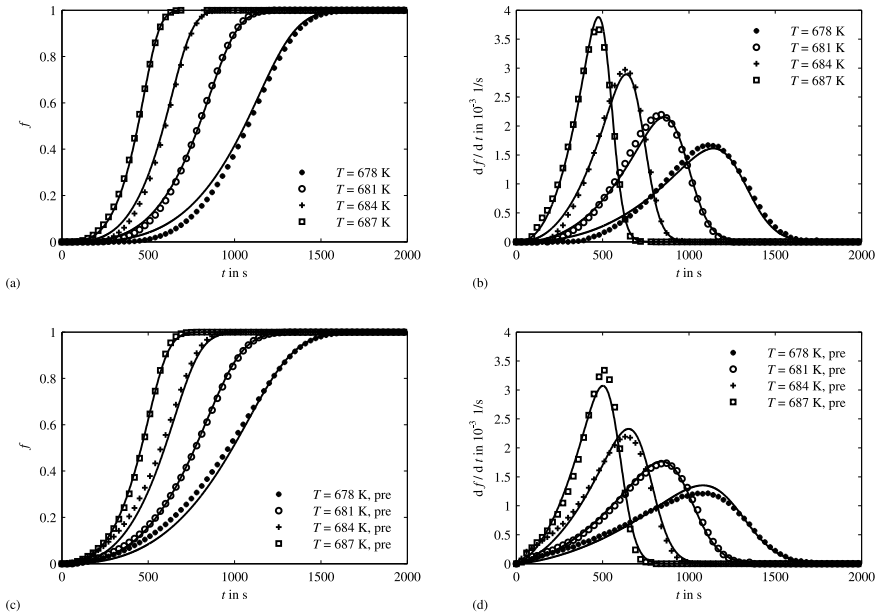 1
0.8
0.6
0.4
0.2
0
f
T = 678 K
T = 681 K
T = 684 K
T = 687 K
0 500 1000 1500 2000
t in s
(a)
4
3.5
3
2.5
2
1.5
1
0.5
0
d f / d t in 10⁻³ 1/s
T = 678 K
T = 681 K
T = 684 K
T = 687 K
0 500 1000 1500 2000
t in s
(b)
1
0.8
0.6
0.4
0.2
0
f
T = 678 K, pre
T = 681 K, pre
T = 684 K, pre
T = 687 K, pre
0 500 1000 1500 2000
t in s
(c)
4
3.5
3
2.5
2
1.5
1
0.5
0
d f / d t in 10⁻³ 1/s
T = 678 K, pre
T = 681 K, pre
T = 684 K, pre
T = 687 K, pre
0 500 1000 1500 2000
t in s
(d)